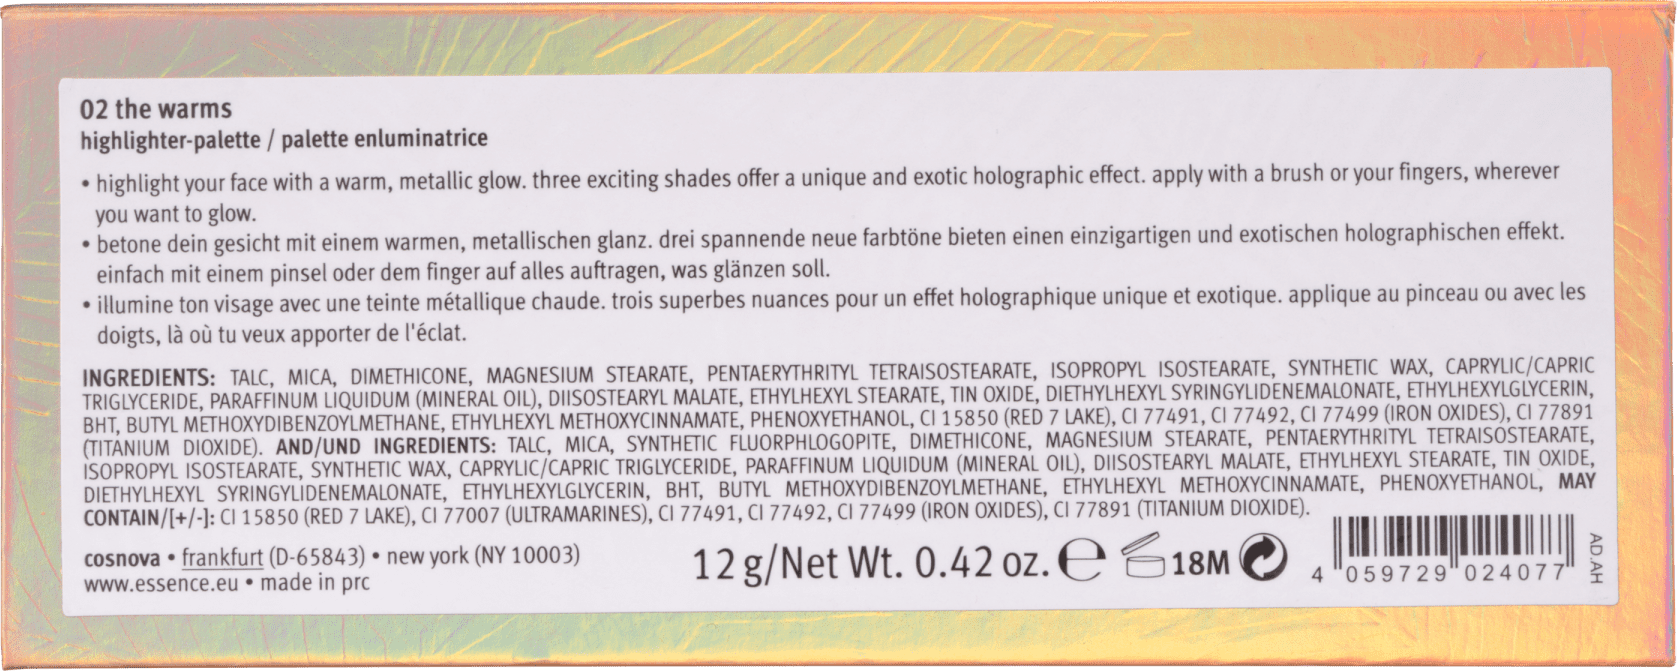 02 the warms
highlighter-palette / palette enluminatrice
• highlight your face with a warm, metallic glow. three exciting shades offer a unique and exotic holographic effect. apply with a brush or your fingers, wherever
you want to glow.
• betone dein gesicht mit einem warmen, metallischen glanz. drei spannende neue farbtöne bieten einen einzigartigen und exotischen holographischen effekt.
einfach mit einem pinsel oder dem finger auf alles auftragen, was glänzen soll.
• illumine ton visage avec une teinte métallique chaude. trois superbes nuances pour un effet holographique unique et exotique. applique au pinceau ou avec les
doigts, là où tu veux apporter de l'éclat.
INGREDIENTS: TALC, MICA, DIMETHICONE, MAGNESIUM STEARATE, PENTAERYTHRITYL TETRAISOSTEARATE, ISOPROPYL ISOSTEARATE, SYNTHETIC WAX, CAPRYLIC/CAPRIC
TRIGLYCERIDE, PARAFFINUM LIQUIDUM (MINERAL OIL), DIISOSTEARYL MALATE, ETHYLHEXYL STEARATE, TIN OXIDE, DIETHYLHEXYL SYRINGYLIDENEMALONATE, ETHYLHEXYLGLYCERIN,
BHT, BUTYL METHOXYDIBENZOYLMETHANE, ETHYLHEXYL METHOXYCINNAMATE, PHENOXYETHANOL, CI 15850 (RED 7 LAKE), CI 77491, CI 77492, CI 77499 (IRON OXIDES), CI 77891
(TITANIUM DIOXIDE). AND/UND INGREDIENTS: TALC, MICA, SYNTHETIC FLUORPHLOGOPITE, DIMETHICONE, MAGNESIUM STEARATE, PENTAERYTHRITYL TETRAISOSTEARATE,
ISOPROPYL ISOSTEARATE, SYNTHETIC WAX, CAPRYLIC/CAPRIC TRIGLYCERIDE, PARAFFINUM LIQUIDUM (MINERAL OIL), DIISOSTEARYL MALATE, ETHYLHEXYL STEARATE, TIN OXIDE,
DIETHYLHEXYL SYRINGYLIDENEMALONATE, ETHYLHEXYLGLYCERIN, BHT, BUTYL METHOXYDIBENZOYLMETHANE, ETHYLHEXYL METHOXYCINNAMATE, PHENOXYETHANOL, MAY
CONTAIN/[+/-]: CI 15850 (RED 7 LAKE), CI 77007 (ULTRAMARINES), CI 77491, CI 77492, CI 77499 (IRON OXIDES), CI 77891 (TITANIUM DIOXIDE).
cosnova • frankfurt (D-65843) • new york (NY 10003)
www.essence.eu • made in prc
12 g/Net Wt. 0.42 oz. ℮ 18M
4 059729 024077
AD.AH